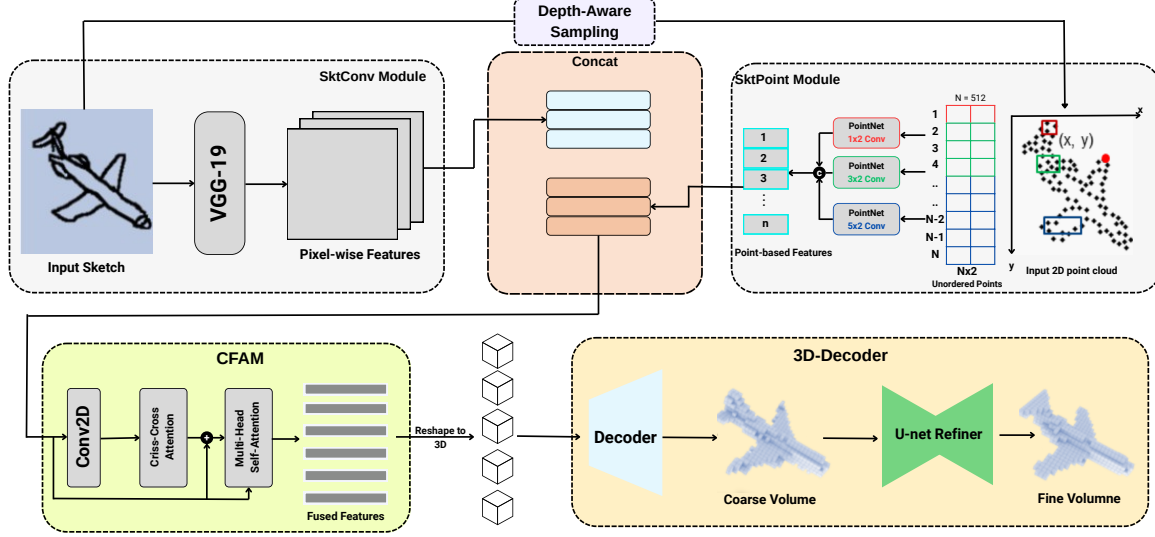 Depth-Aware
Sampling
SktConv Module
Input Sketch
VGG-19
Pixel-wise Features
Concat
SktPoint Module
N = 512
1
2
3
4
..
..
N-2
N-1
N
Nx2
Unordered Points
PointNet
1x2 Conv
PointNet
3x2 Conv
PointNet
5x2 Conv
C
1
2
3
n
Point-based Features
x
(x, y)
y
Input 2D point cloud
CFAM
Conv2D
Criss-Cross
Attention
+
Multi-Head
Self-Attention
Fused Features
Reshape to
3D
3D-Decoder
Decoder
Coarse Volume
U-net Refiner
Fine Volumne